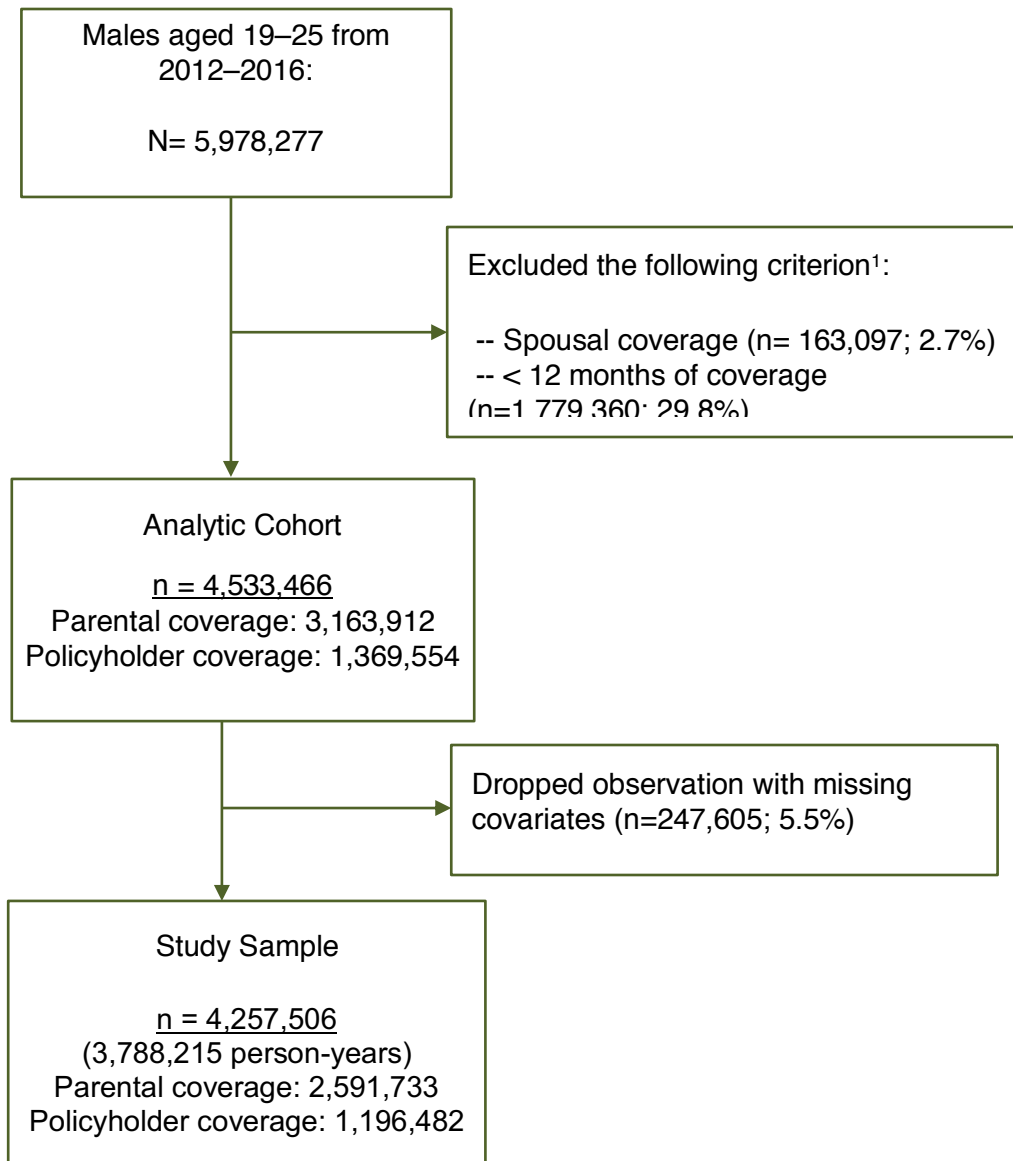 Males aged 19–25 from
2012–2016:
N= 5,978,277
Excluded the following criterion¹:
-- Spousal coverage (n= 163,097; 2.7%)
-- < 12 months of coverage
(n=1,779,360; 29.8%)
Analytic Cohort
n = 4,533,466
Parental coverage: 3,163,912
Policyholder coverage: 1,369,554
Dropped observation with missing
covariates (n=247,605; 5.5%)
Study Sample
n = 4,257,506
(3,788,215 person-years)
Parental coverage: 2,591,733
Policyholder coverage: 1,196,482